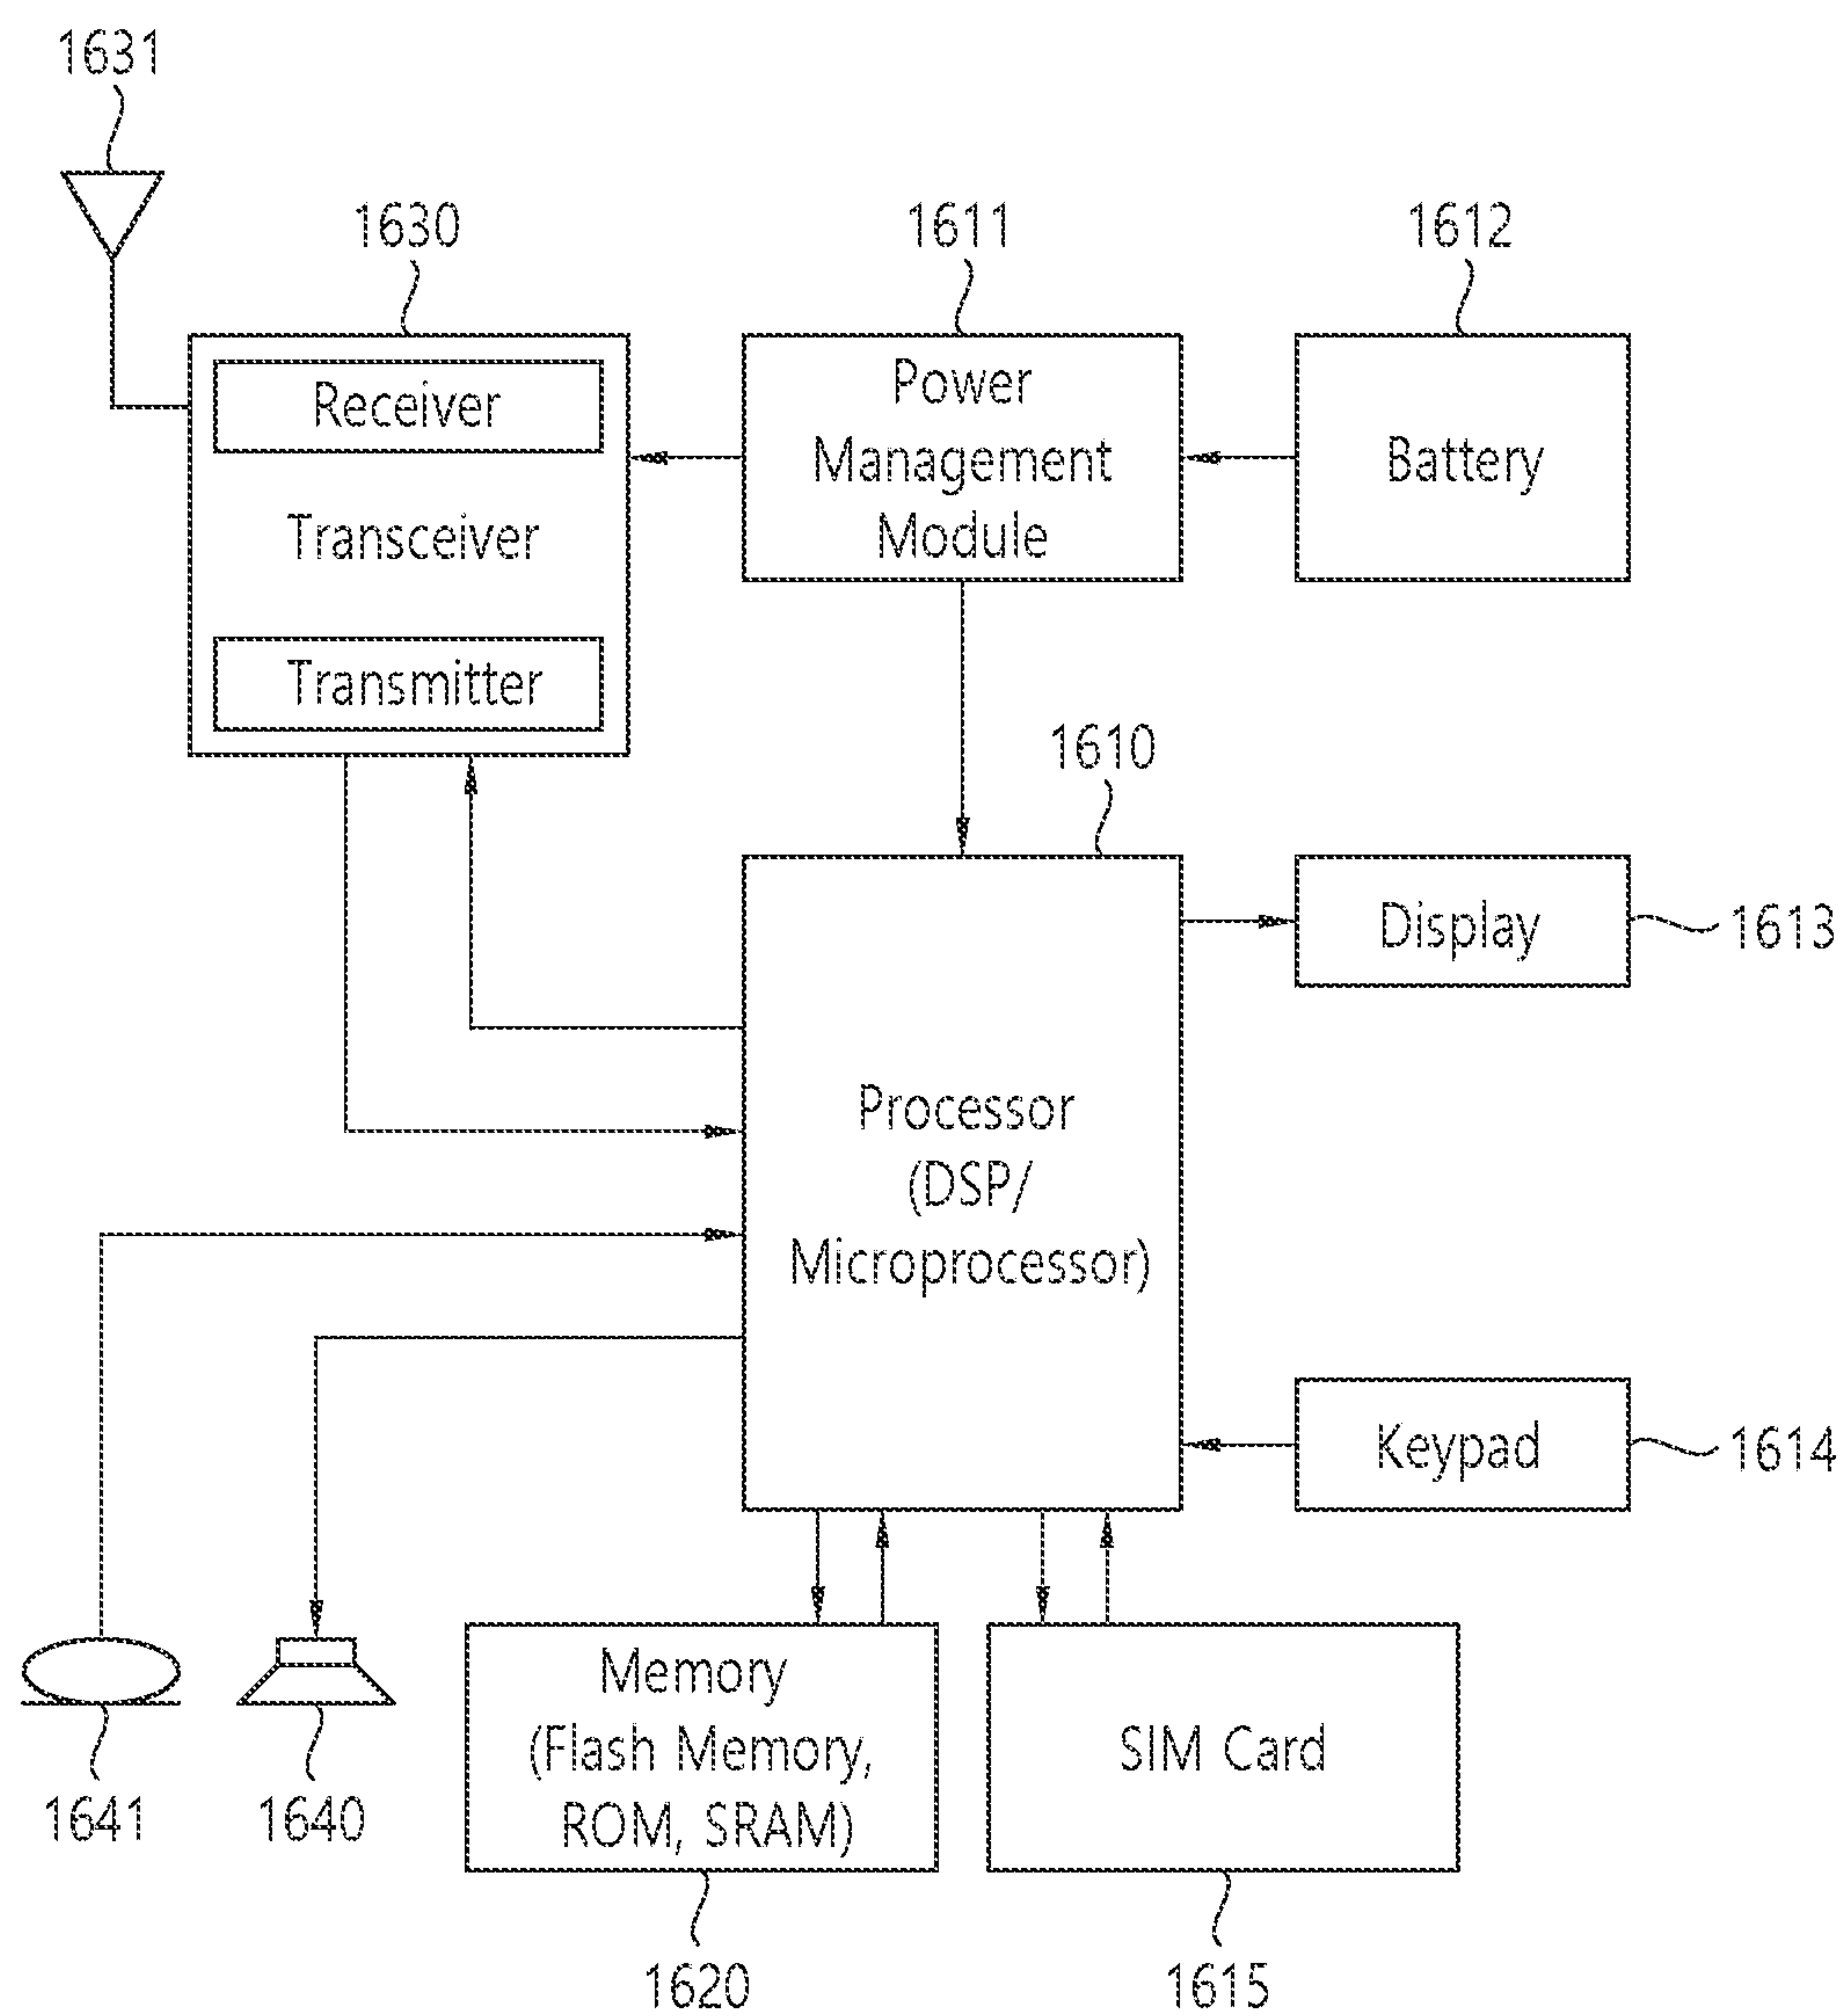 1631
1630
1611
1612
Receiver
Transceiver
Transmitter
Power
Management
Module
Battery
1610
Processor
(DSP/
Microprocessor)
Display
1613
Keypad
1614
1641
1640
Memory
(Flash Memory,
ROM, SRAM)
SIM Card
1620
1615